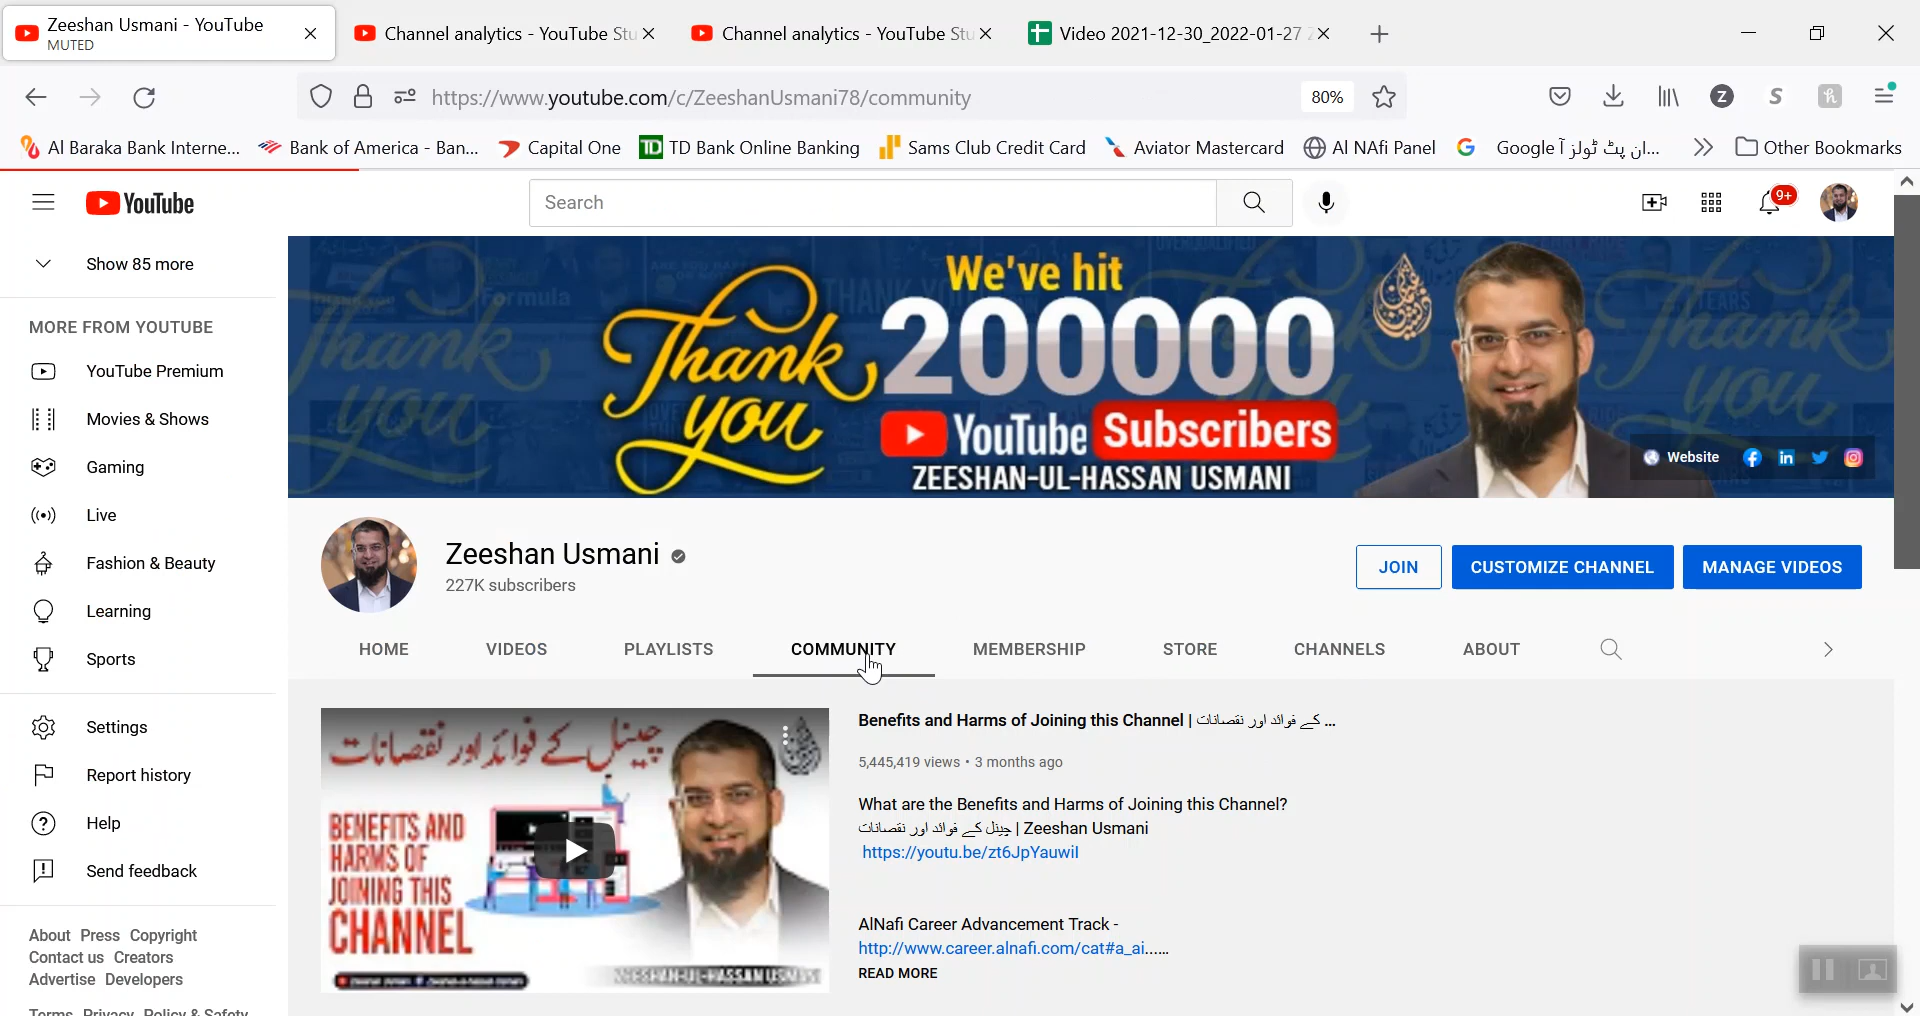 Zeeshan Usmani - YouTube
MUTED
Channel analytics - YouTube Stu
Channel analytics - YouTube Stu
Video 2021-12-30_2022-01-27
https://www.youtube.com/c/ZeeshanUsmani78/community
80%
Al Baraka Bank Interne...
Bank of America - Ban...
Capital One
TD Bank Online Banking
Sams Club Credit Card
Aviator Mastercard
Al NAfi Panel
Google ان پٹ ٹولز آ...
Other Bookmarks
YouTube
Search
9+
Show 85 more
MORE FROM YOUTUBE
YouTube Premium
Movies & Shows
Gaming
Live
Fashion & Beauty
Learning
Sports
Settings
Report history
Help
Send feedback
About Press Copyright
Contact us Creators
Advertise Developers
Terms Privacy Policy & Safety
We've hit
Thank you
200000
YouTube Subscribers
ZEESHAN-UL-HASSAN USMANI
Website
Zeeshan Usmani
227K subscribers
JOIN
CUSTOMIZE CHANNEL
MANAGE VIDEOS
HOME
VIDEOS
PLAYLISTS
COMMUNITY
MEMBERSHIP
STORE
CHANNELS
ABOUT
چینل کے فوائد اور نقصانات
BENEFITS AND
HARMS OF
JOINING THIS
CHANNEL
ZEESHAN-UL-HASSAN USMANI
Benefits and Harms of Joining this Channel | کے فوائد اور نقصانات ...
5,445,419 views • 3 months ago
What are the Benefits and Harms of Joining this Channel?
چینل کے فوائد اور نقصانات | Zeeshan Usmani
https://youtu.be/zt6JpYauwiI
AlNafi Career Advancement Track -
http://www.career.alnafi.com/cat#a_ai......
READ MORE